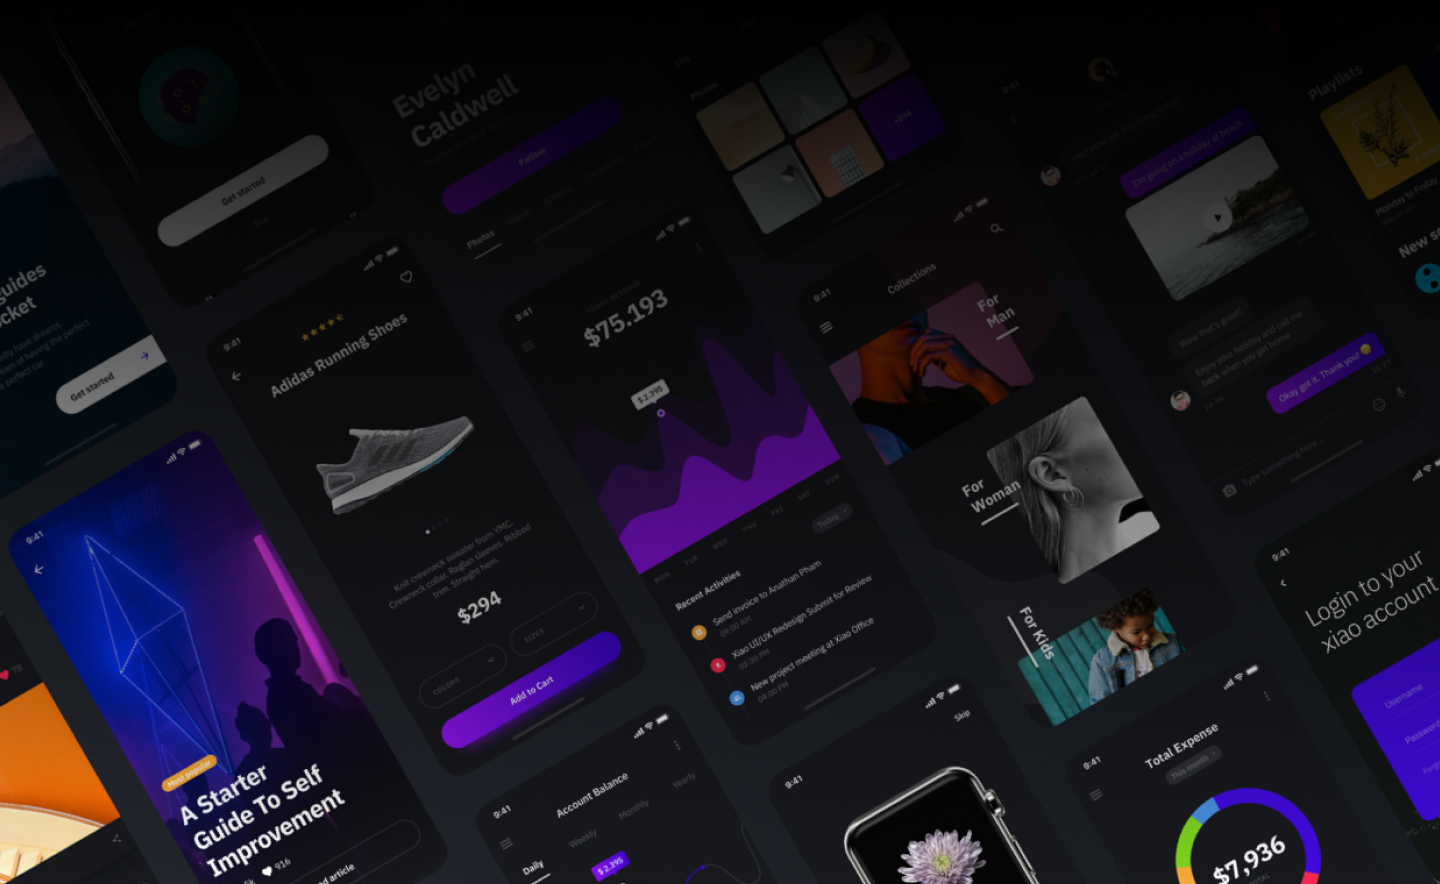 guides
cket
Get started
Get started
Evelyn
Caldwell
Follow
Photos
Photos
9:41
I'm going on a holiday at beach
Wow that's great!
Enjoy your holiday and call me
back when you get home
Okay got it. Thank you!
Type something here...
Playlists
Monday to Friday
New s
9:41
Adidas Running Shoes
Knit crewneck sweater from YMC.
Crewneck collar. Raglan sleeves. Ribbed
trim. Straight hem.
$294
COLORS
SIZES
Add to Cart
9:41
$75.193
$2.395
MON
TUE
WED
THU
FRI
SAT
SUN
Today
Recent Activities
Send invoice to Anathan Pham
09:00 AM
Xiao UI/UX Redesign Submit for Review
02:30 PM
New project meeting at Xiao Office
04:00 PM
9:41
Collections
For
Man
For
Woman
For Kids
9:41
Login to your
xiao account
Username
Password
78
9:41
Most popular
A Starter
Guide To Self
Improvement
916
d article
9:41
Account Balance
Daily
Weekly
Monthly
Yearly
$2.395
9:41
Skip
9:41
Total Expense
This month
$7,936